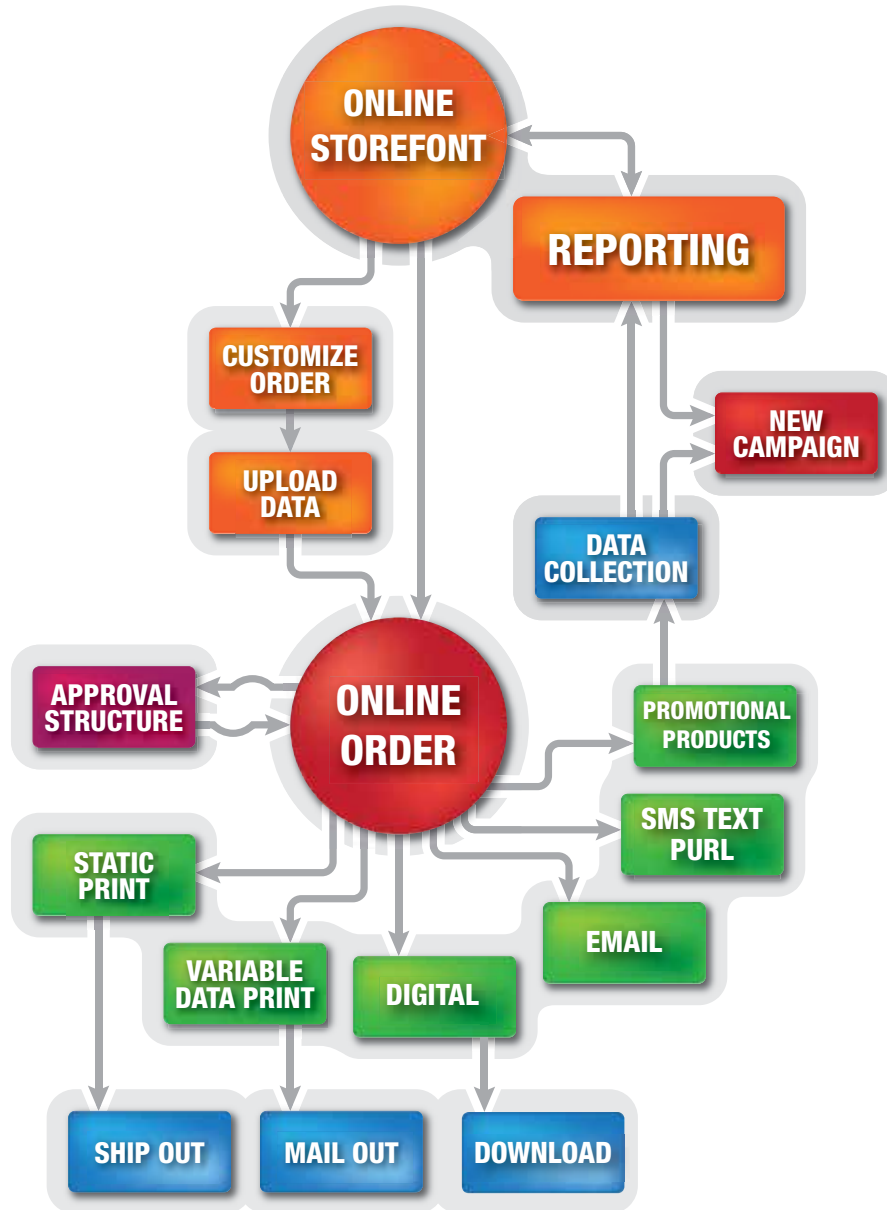 ONLINE
STOREFONT
REPORTING
CUSTOMIZE
ORDER
NEW
CAMPAIGN
UPLOAD
DATA
DATA
COLLECTION
APPROVAL
STRUCTURE
ONLINE
ORDER
PROMOTIONAL
PRODUCTS
SMS TEXT
PURL
STATIC
PRINT
EMAIL
VARIABLE
DATA PRINT
DIGITAL
SHIP OUT
MAIL OUT
DOWNLOAD